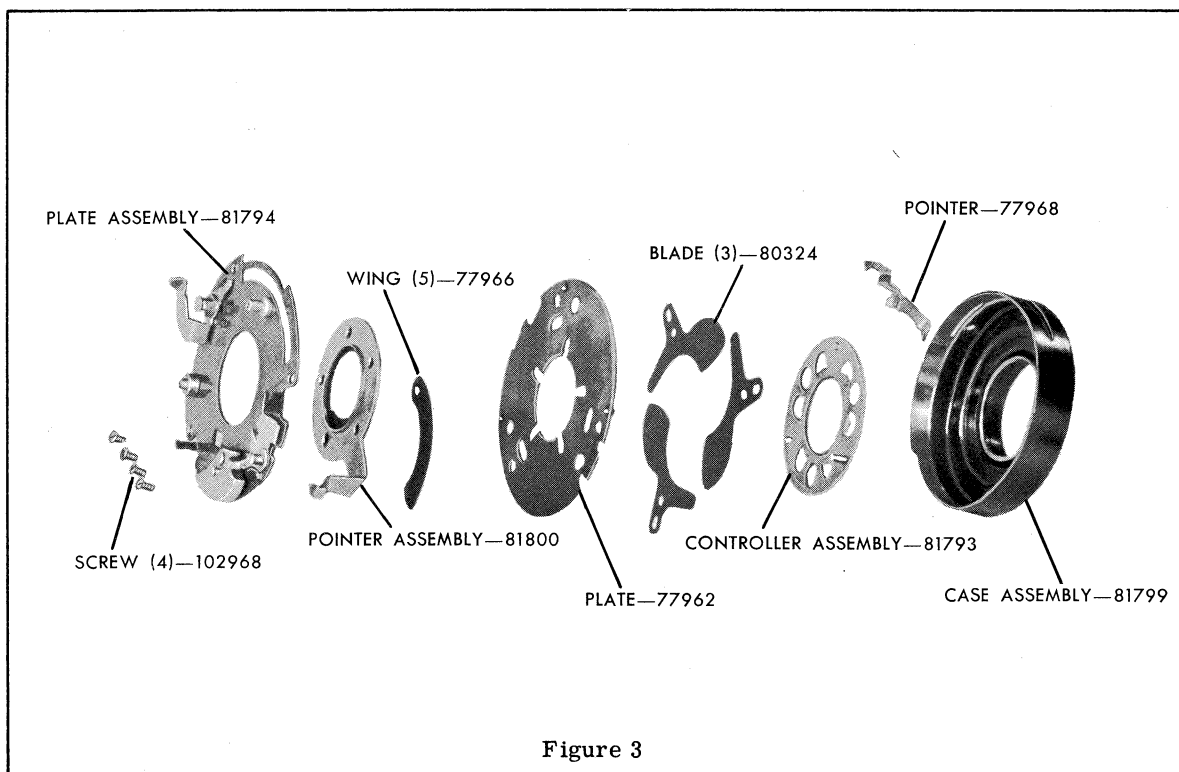 PLATE ASSEMBLY—81794
POINTER—77968
BLADE (3)—80324
WING (5)—77966
POINTER ASSEMBLY—81800
CONTROLLER ASSEMBLY—81793
SCREW (4)—102968
PLATE—77962
CASE ASSEMBLY—81799
Figure 3